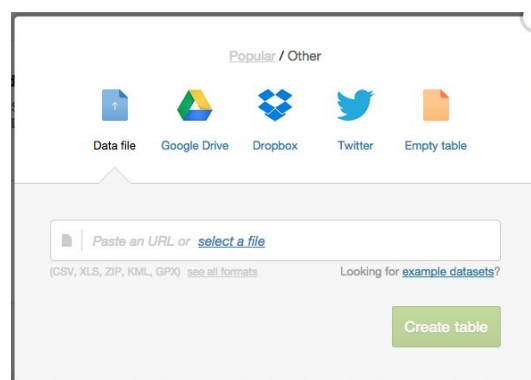 Popular / Other
Data file Google Drive Dropbox Twitter Empty table
Paste an URL or select a file
(CSV, XLS, ZIP, KML, GPX) see all formats Looking for example datasets?
Create table